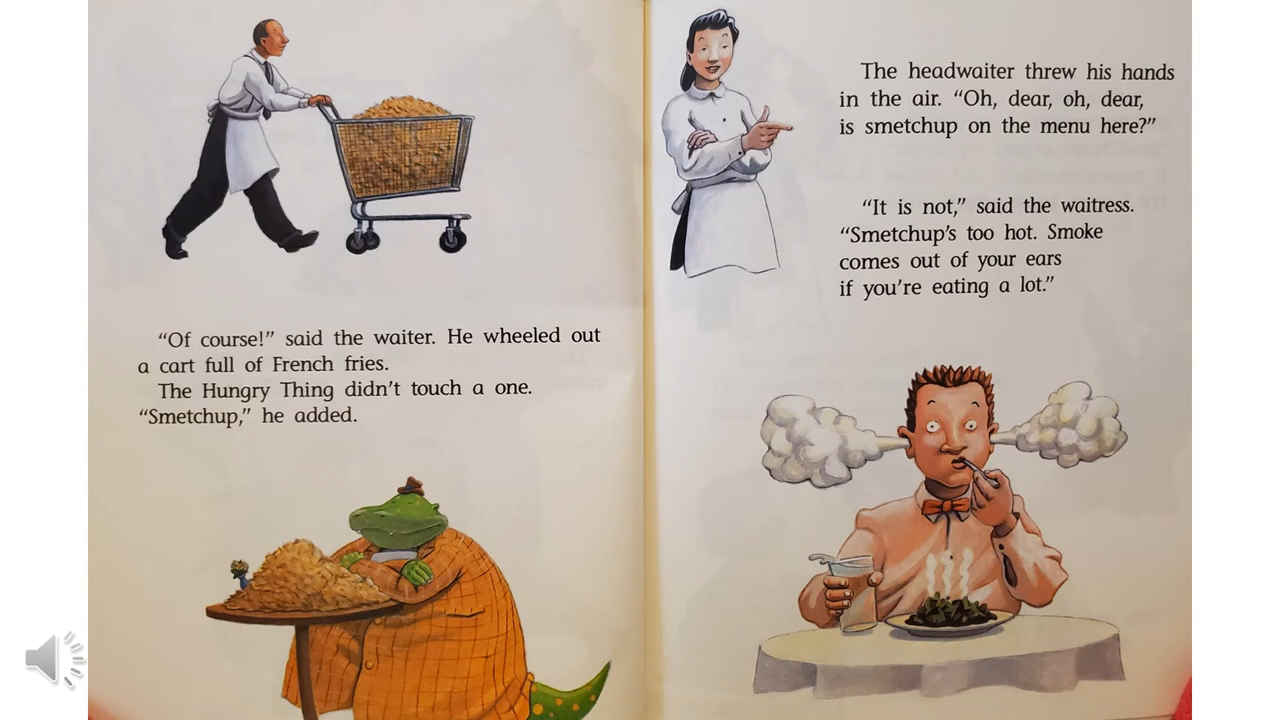 “Of course!” said the waiter. He wheeled out
a cart full of French fries.
The Hungry Thing didn’t touch a one.
“Smetchup,” he added.
The headwaiter threw his hands
in the air. “Oh, dear, oh, dear,
is smetchup on the menu here?”
“It is not,” said the waitress.
“Smetchup’s too hot. Smoke
comes out of your ears
if you’re eating a lot.”